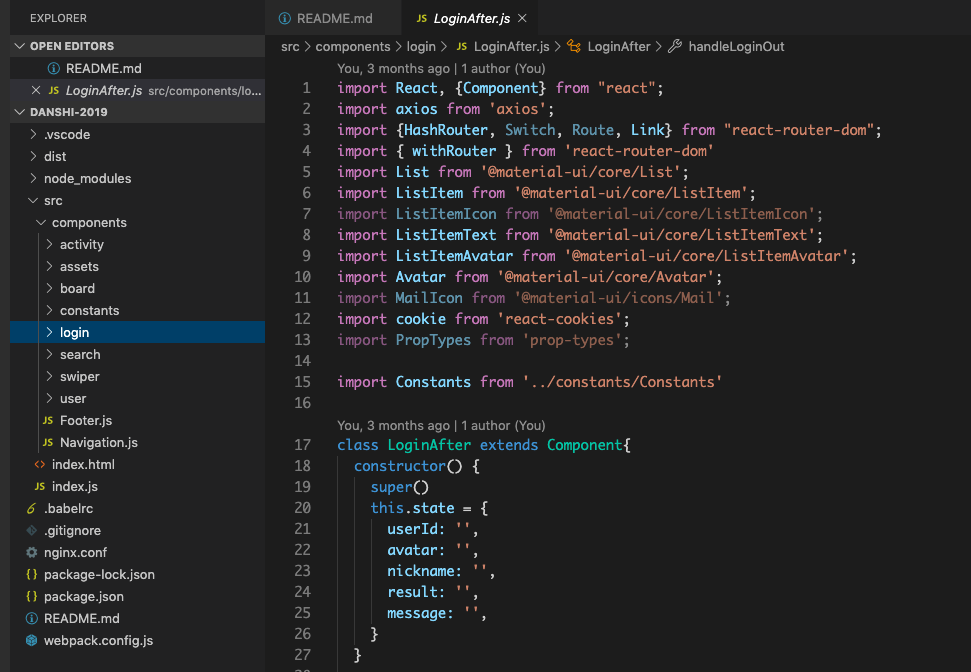 EXPLORER
OPEN EDITORS
README.md
JS LoginAfter.js src/components/lo...
DANSHI-2019
.vscode
dist
node_modules
src
components
activity
assets
board
constants
login
search
swiper
user
JS Footer.js
JS Navigation.js
<> index.html
JS index.js
.babelrc
.gitignore
nginx.conf
{} package-lock.json
{} package.json
README.md
webpack.config.js
README.md
JS LoginAfter.js
src > components > login > JS LoginAfter.js > LoginAfter > handleLoginOut
You, 3 months ago | 1 author (You)
1 import React, {Component} from "react";
2 import axios from 'axios';
3 import {HashRouter, Switch, Route, Link} from "react-router-dom";
4 import { withRouter } from 'react-router-dom'
5 import List from '@material-ui/core/List';
6 import ListItem from '@material-ui/core/ListItem';
7 import ListItemIcon from '@material-ui/core/ListItemIcon';
8 import ListItemText from '@material-ui/core/ListItemText';
9 import ListItemAvatar from '@material-ui/core/ListItemAvatar';
10 import Avatar from '@material-ui/core/Avatar';
11 import MailIcon from '@material-ui/icons/Mail';
12 import cookie from 'react-cookies';
13 import PropTypes from 'prop-types';
14
15 import Constants from '../constants/Constants'
16
You, 3 months ago | 1 author (You)
17 class LoginAfter extends Component{
18 constructor() {
19 super()
20 this.state = {
21 userId: '',
22 avatar: '',
23 nickname: '',
24 result: '',
25 message: '',
26 }
27 }